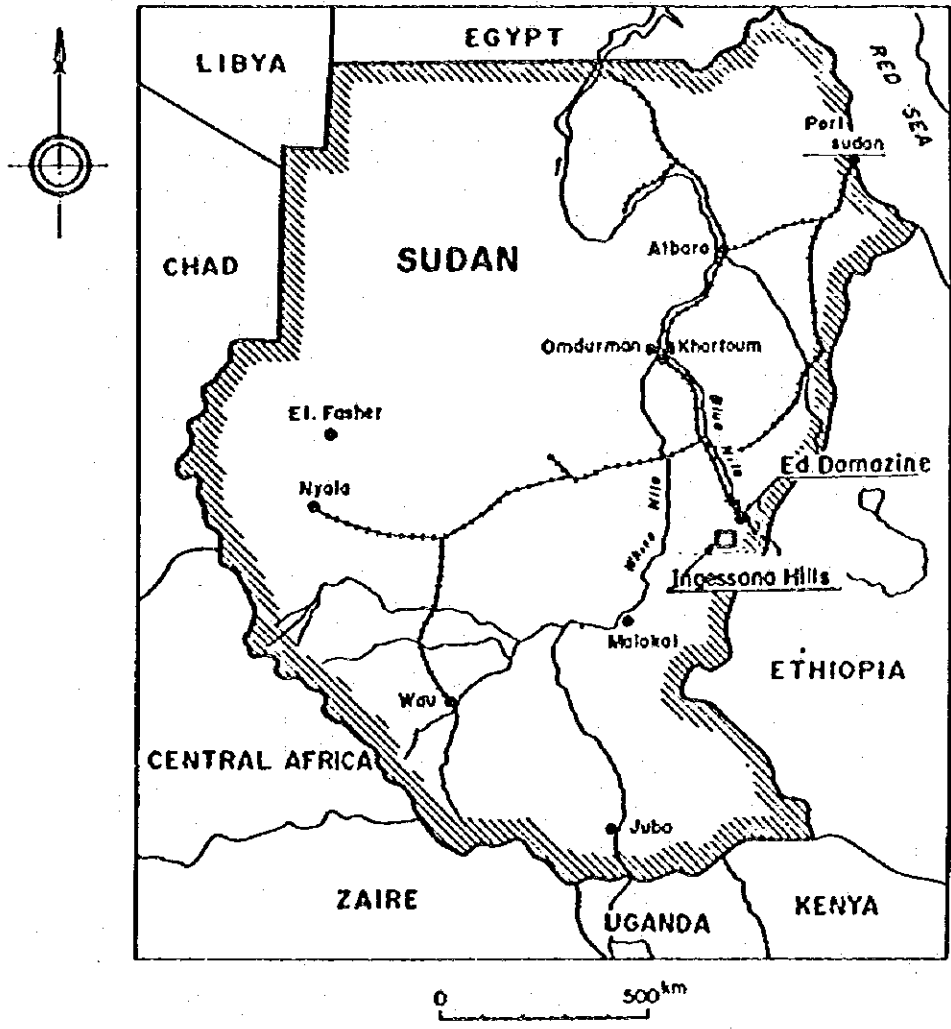 EGYPT
LIBYA
RED SEA
Port
sudan
CHAD
SUDAN
Atbara
Omdurman
Khartoum
El. Fasher
Blue Nile
Ed. Damazine
Nyala
White Nile
Ingessana Hills
Malakal
ETHIOPIA
Wau
CENTRAL AFRICA
Juba
ZAIRE
KENYA
UGANDA
0 500km